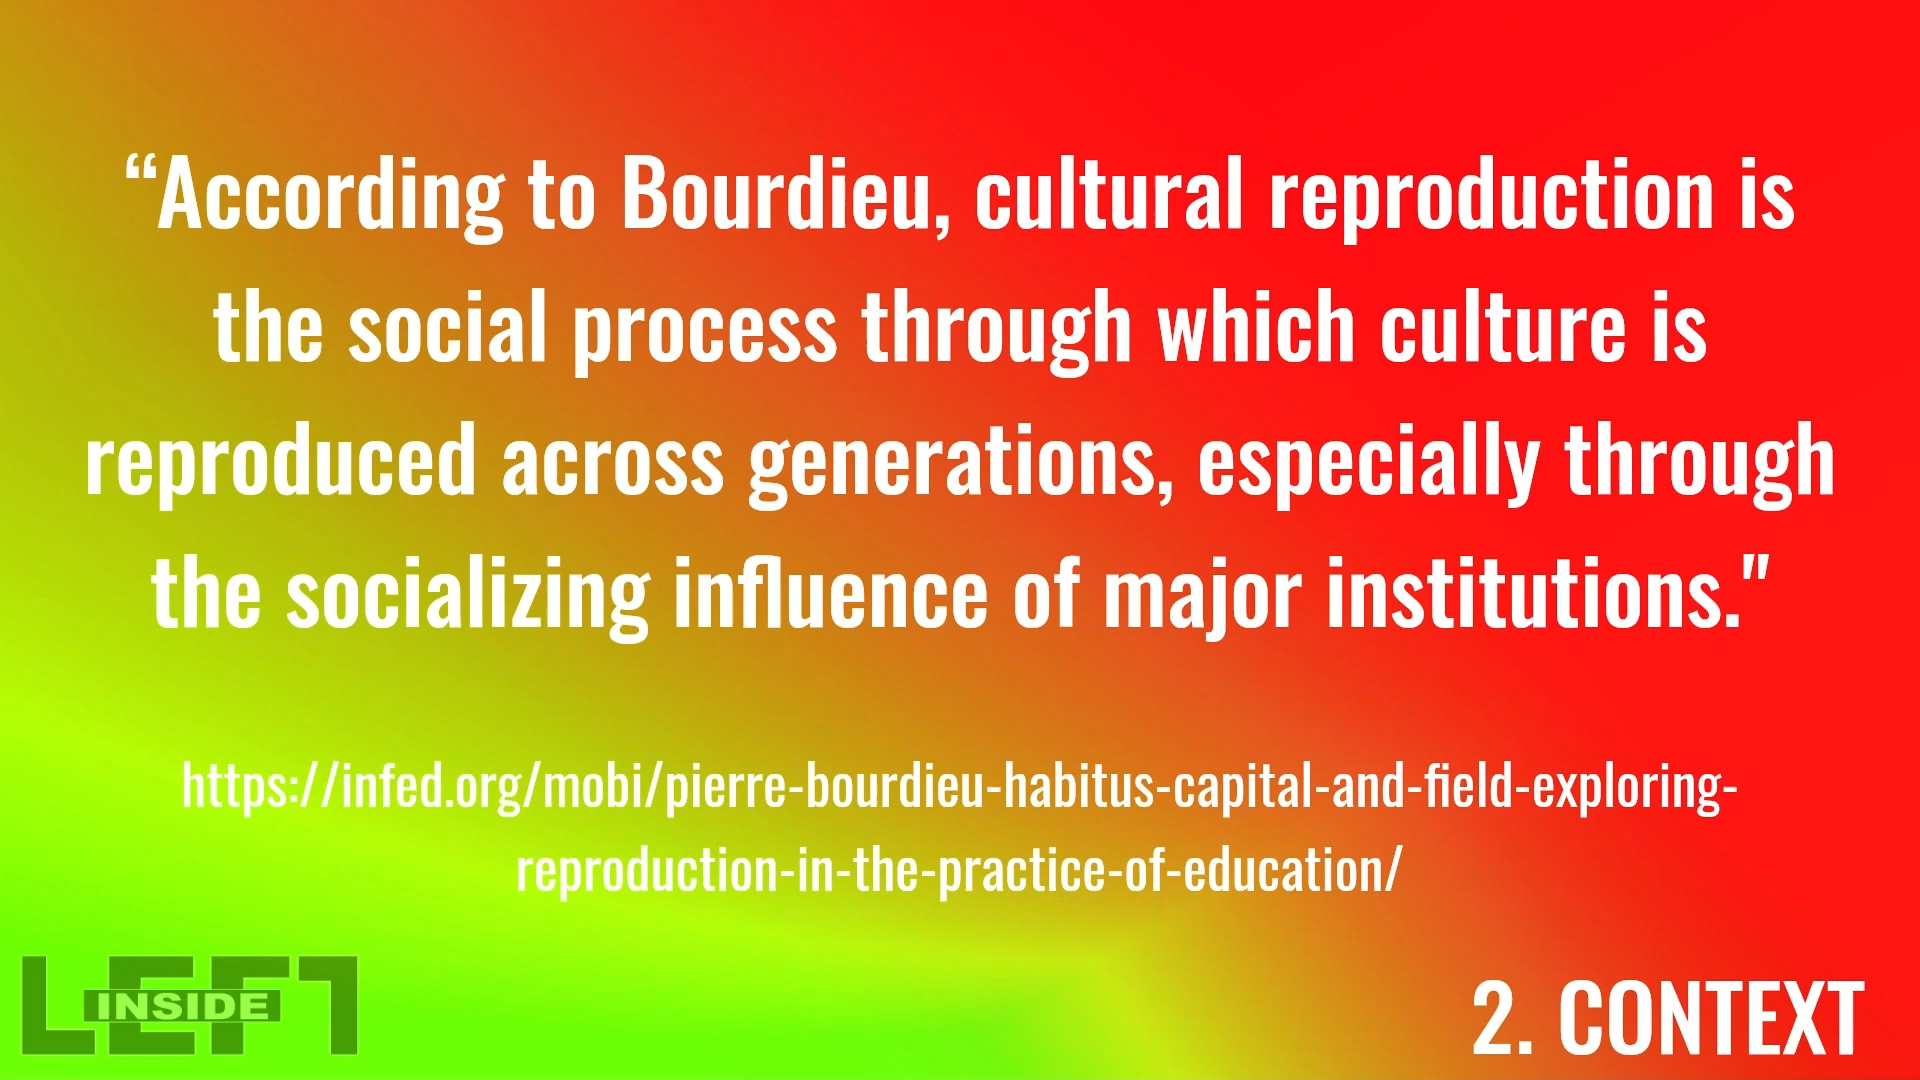 “According to Bourdieu, cultural reproduction is
the social process through which culture is
reproduced across generations, especially through
the socializing influence of major institutions."
https://infed.org/mobi/pierre-bourdieu-habitus-capital-and-field-exploring-
reproduction-in-the-practice-of-education/
LEFT
INSIDE
2. CONTEXT